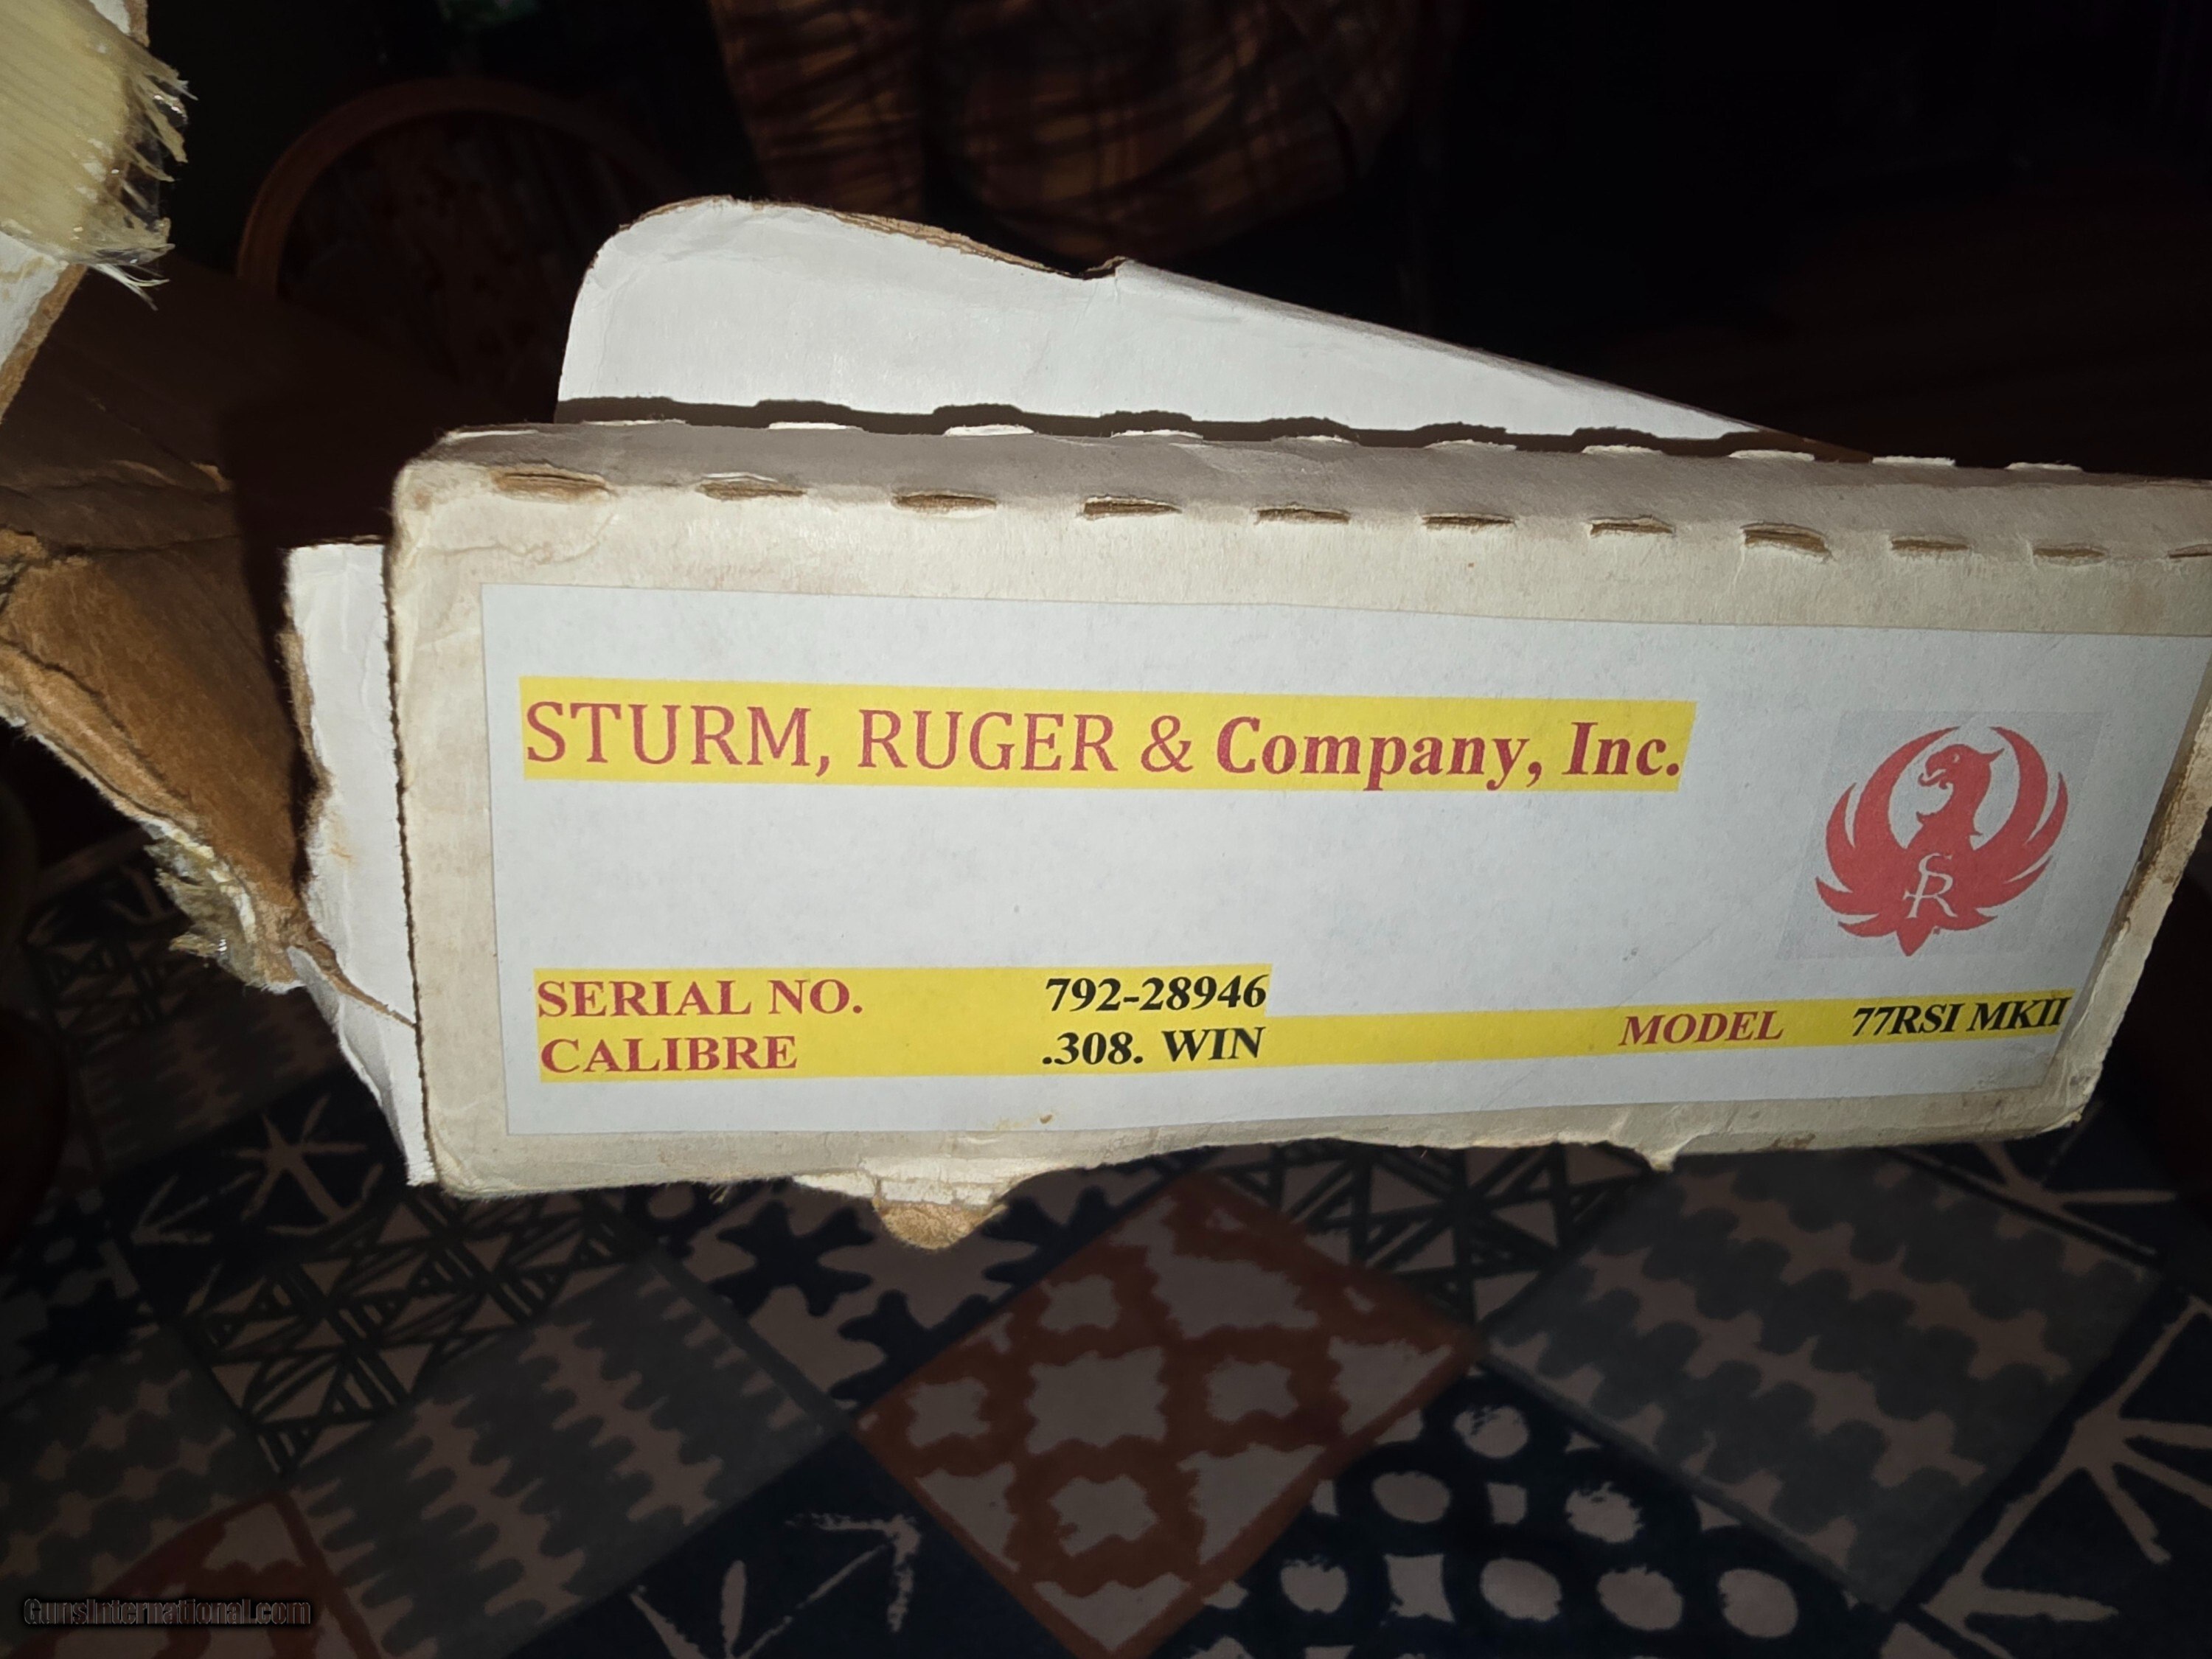 STURM, RUGER & Company, Inc.
SR
SERIAL NO. 792-28946
CALIBRE .308. WIN MODEL 77RSI MKII
GunsInternational.com